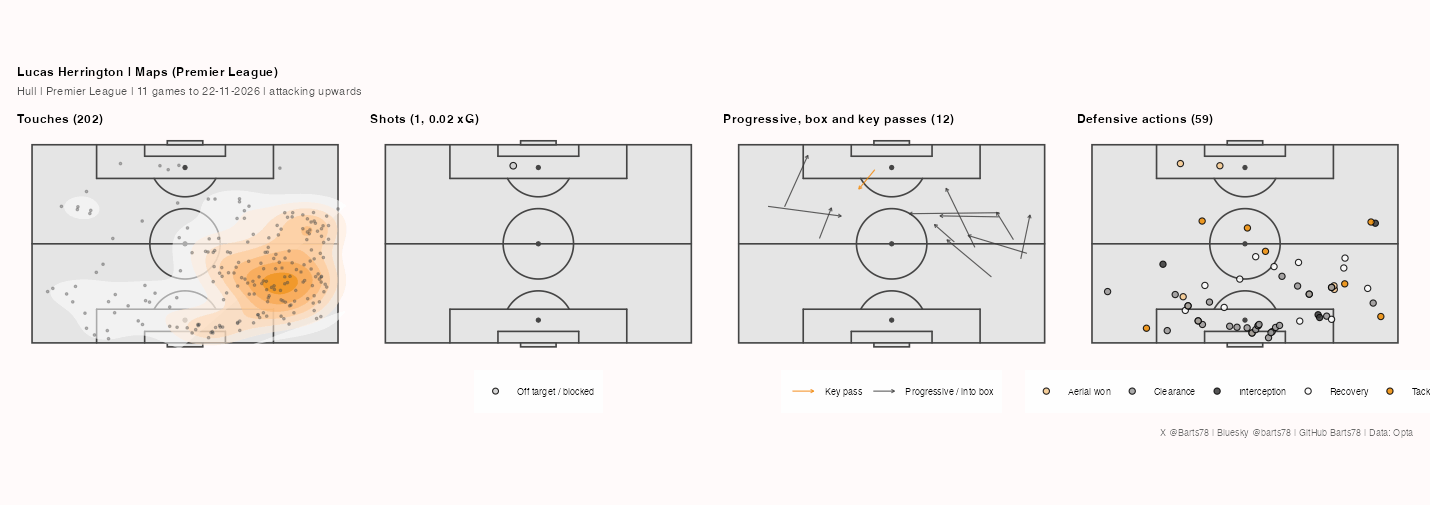 Lucas Herrington | Maps (Premier League)
Hull | Premier League | 11 games to 22-11-2026 | attacking upwards
Touches (202)
Shots (1, 0.02 xG)
Progressive, box and key passes (12)
Defensive actions (59)
Off target / blocked
Key pass
Progressive / into box
Aerial won
Clearance
Interception
Recovery
Tack
X @Barts78 | Bluesky @barts78 | GitHub Barts78 | Data: Opta